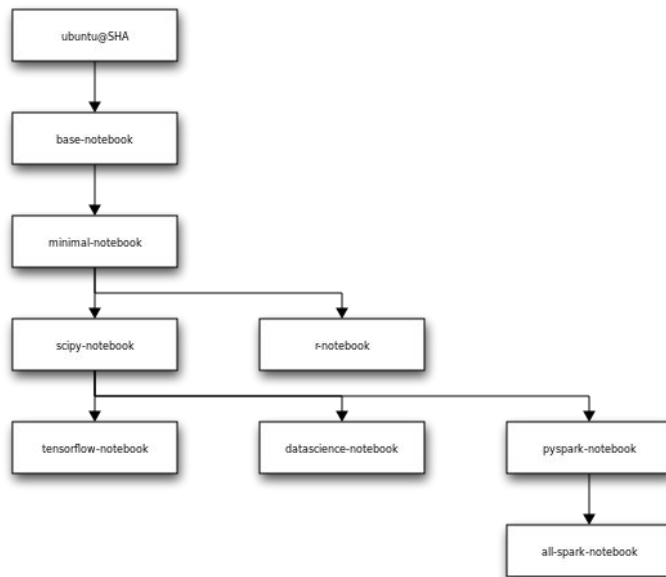 ubuntu@SHA
base-notebook
minimal-notebook
scipy-notebook
r-notebook
tensorflow-notebook
datascience-notebook
pyspark-notebook
all-spark-notebook